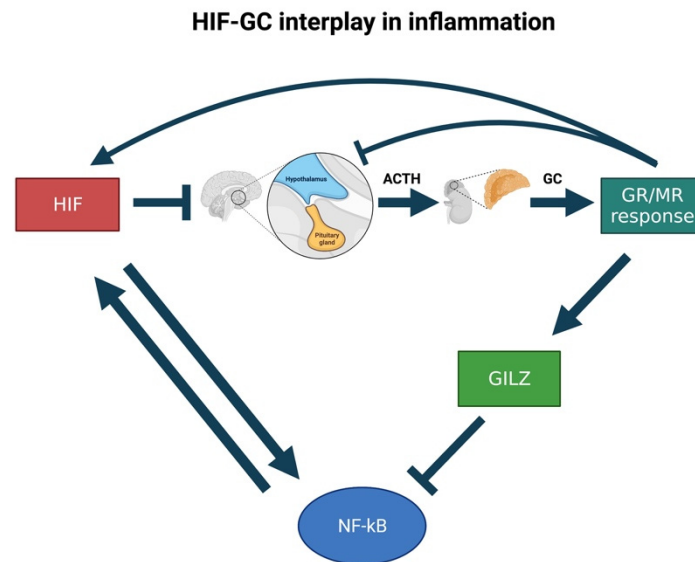 HIF-GC interplay in inflammation
Hypothalamus
Pituitary
gland
ACTH
GC
HIF
GR/MR
response
GILZ
NF-kB